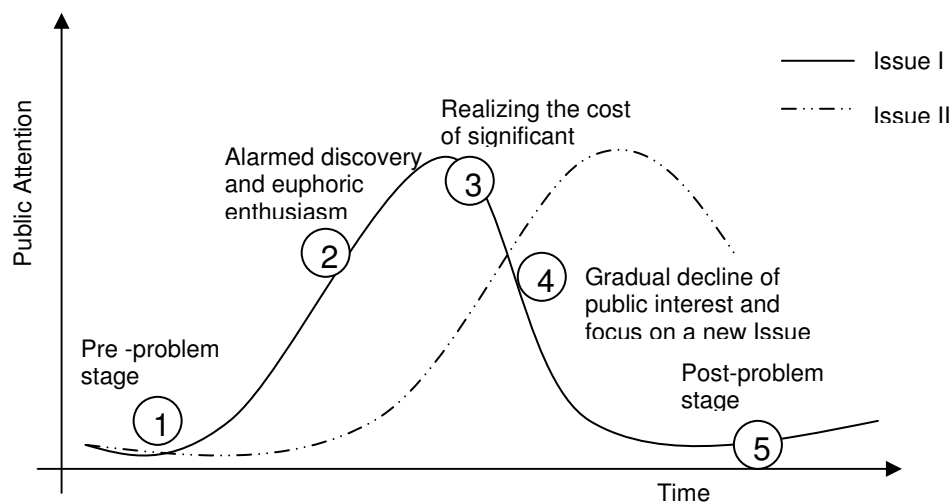 Issue I
Issue II
Realizing the cost
of significant
Alarmed discovery
and euphoric
enthusiasm
Public Attention
3
2
4
Gradual decline of
public interest and
focus on a new Issue
Pre -problem
stage
Post-problem
stage
1
5
Time